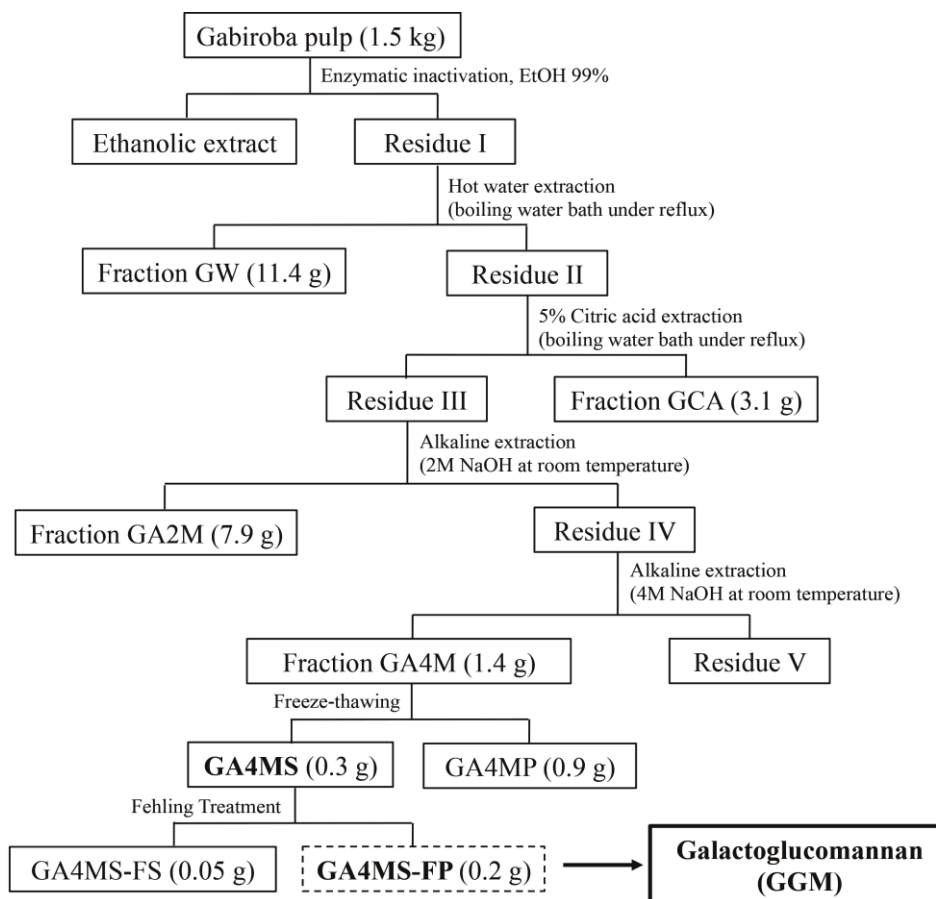 Gabiroba pulp (1.5 kg)
Enzymatic inactivation, EtOH 99%
Ethanolic extract
Residue I
Hot water extraction
(boiling water bath under reflux)
Fraction GW (11.4 g)
Residue II
5% Citric acid extraction
(boiling water bath under reflux)
Residue III
Fraction GCA (3.1 g)
Alkaline extraction
(2M NaOH at room temperature)
Fraction GA2M (7.9 g)
Residue IV
Alkaline extraction
(4M NaOH at room temperature)
Fraction GA4M (1.4 g)
Residue V
Freeze-thawing
GA4MS (0.3 g)
GA4MP (0.9 g)
Fehling Treatment
GA4MS-FS (0.05 g)
GA4MS-FP (0.2 g)
Galactoglucomannan
(GGM)